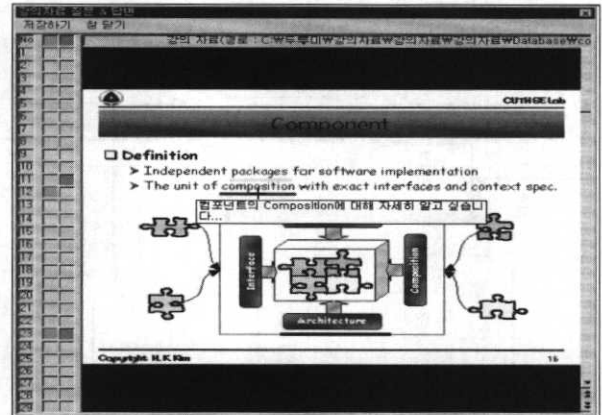 저장하기 창 닫기
No
강의 자료(경로 : C:₩두루미₩강의자료₩강의자료₩강의자료₩Database₩co
CUTHSE Lab
Component
❑ Definition
➤ Independent packages for software implementation
➤ The unit of composition with exact interfaces and context spec.
컴포넌트의 Composition에 대해 자세히 알고 싶습니
다...
Interface
Composition
Architecture
Copyright H. K. Kim
16